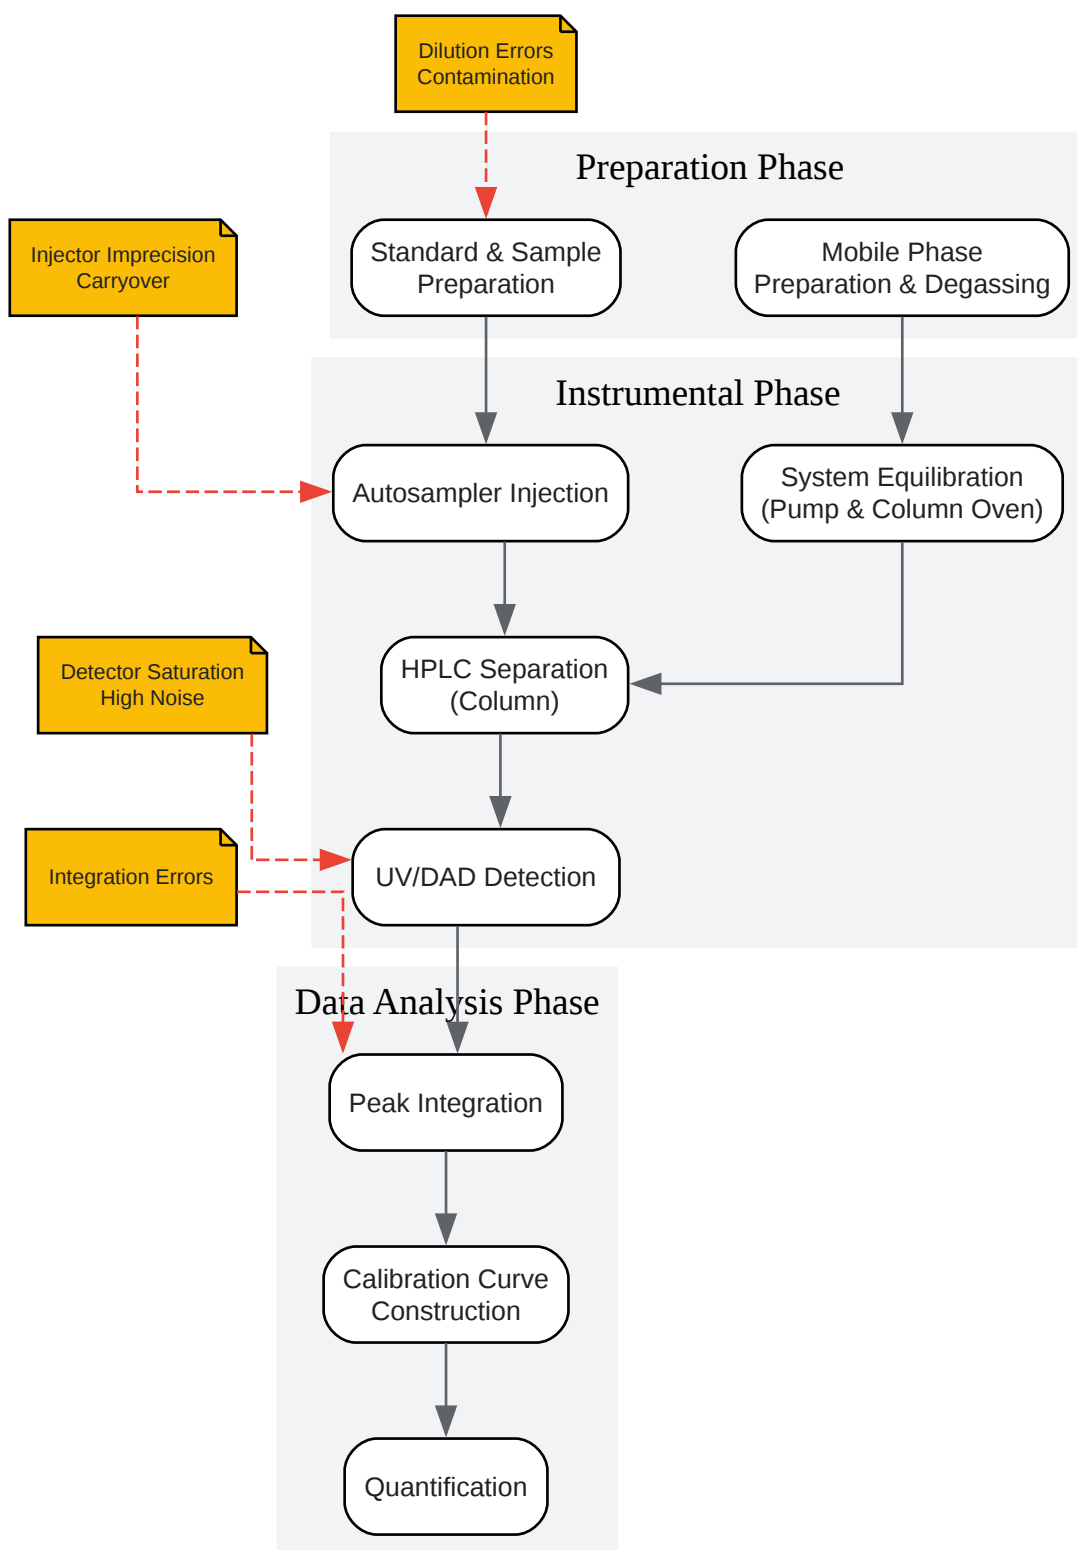 Dilution Errors
Contamination
Preparation Phase
Injector Imprecision
Carryover
Standard & Sample
Preparation
Mobile Phase
Preparation & Degassing
Instrumental Phase
Autosampler Injection
System Equilibration
(Pump & Column Oven)
Detector Saturation
High Noise
HPLC Separation
(Column)
Integration Errors
UV/DAD Detection
Data Analysis Phase
Peak Integration
Calibration Curve
Construction
Quantification